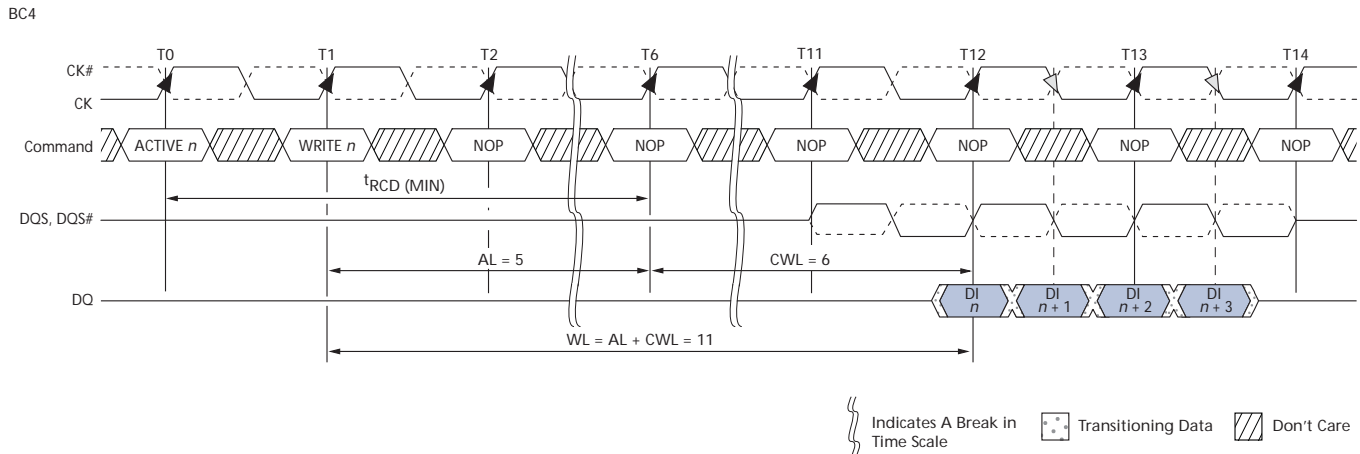 BC4
T0 T1 T2 T6 T11 T12 T13 T14
CK#
CK
Command ACTIVE n WRITE n NOP NOP NOP NOP NOP NOP
tRCD (MIN)
DQS, DQS#
AL = 5 CWL = 6
DQ DI n DI n + 1 DI n + 2 DI n + 3
WL = AL + CWL = 11
Indicates A Break in Time Scale
Transitioning Data
Don't Care